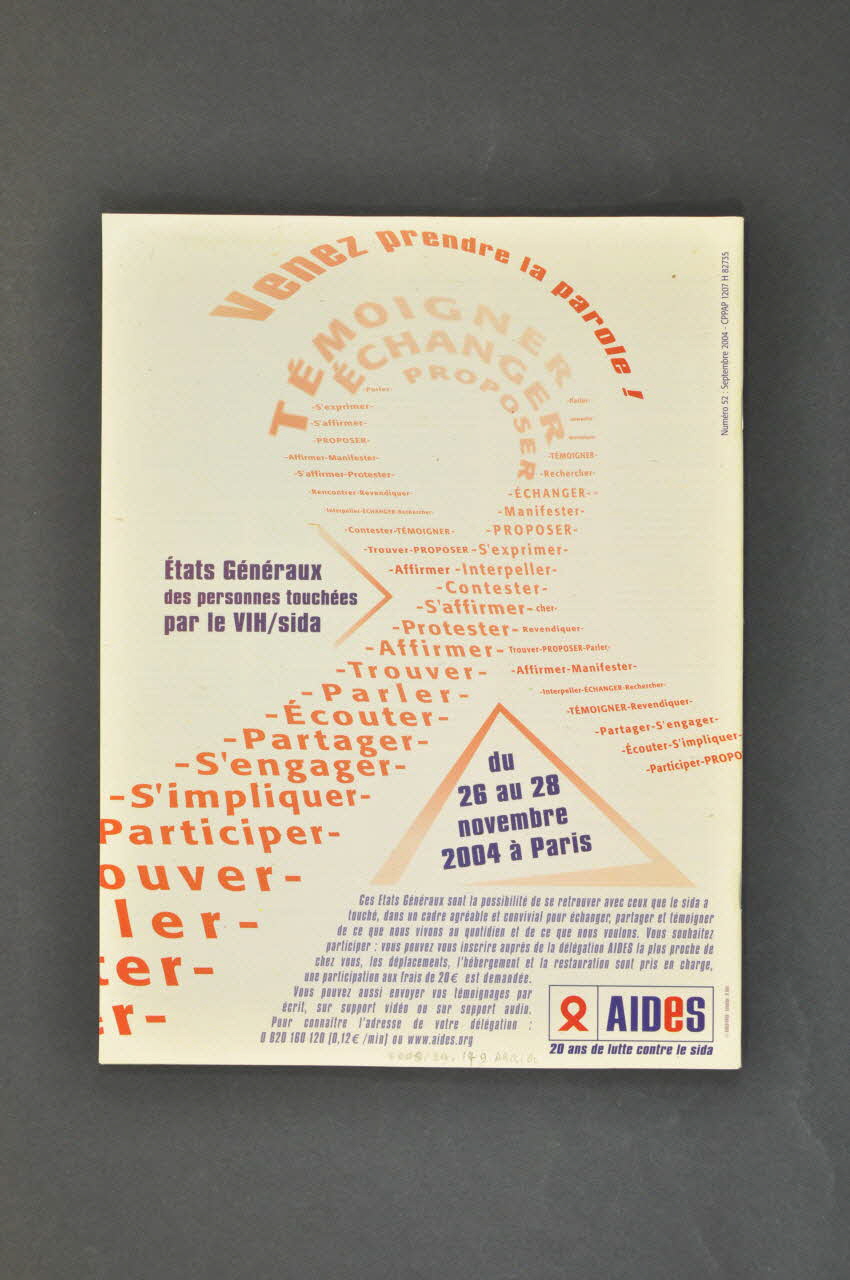 Venez prendre la parole !
TÉMOIGNER
ÉCHANGER
PROPOSER
-Parler-
-S'exprimer-
-S'affirmer-
-PROPOSER-
-Affirmer-Manifester-
-S'affirmer-Protester-
-Rencontrer-Revendiquer-
-Interpeller-ÉCHANGER-Rechercher-
-Contester-TÉMOIGNER-
-Trouver-PROPOSER
-Parler-
-TÉMOIGNER-
-Rechercher-
-ÉCHANGER-
-Manifester-
-PROPOSER-
-S'exprimer-
-Affirmer -Interpeller-
-Contester-
-S'affirmer- cher-
-Protester- Revendiquer-
-Affirmer- Trouver-PROPOSER-Parler-
-Trouver- -Affirmer-Manifester-
-Parler- -Interpeller-ÉCHANGER-Rechercher-
-Écouter- -TÉMOIGNER-Revendiquer-
-Partager- -Partager-S'engager-
-S'engager- -Écouter-S'impliquer-
-S'impliquer- -Participer-PROPO
Participer-
ouver-
ler-
ter-
er-
États Généraux
des personnes touchées
par le VIH/sida
du
26 au 28
novembre
2004 à Paris
Ces Etats Généraux sont la possibilité de se retrouver avec ceux que le sida a
touché, dans un cadre agréable et convivial pour échanger, partager et témoigner
de ce que nous vivons au quotidien et de ce que nous voulons. Vous souhaitez
participer : vous pouvez vous inscrire auprès de la délégation AIDES la plus proche de
chez vous, les déplacements, l'hébergement et la restauration sont pris en charge,
une participation aux frais de 20€ est demandée.
Vous pouvez aussi envoyer vos témoignages par
écrit, sur support vidéo ou sur support audio.
Pour connaître l'adresse de votre délégation :
0 820 160 120 (0,12€ /min) ou www.aides.org
AIDeS
20 ans de lutte contre le sida
Numéro 52 : Septembre 2004 - CPPAP 1207 H 82735